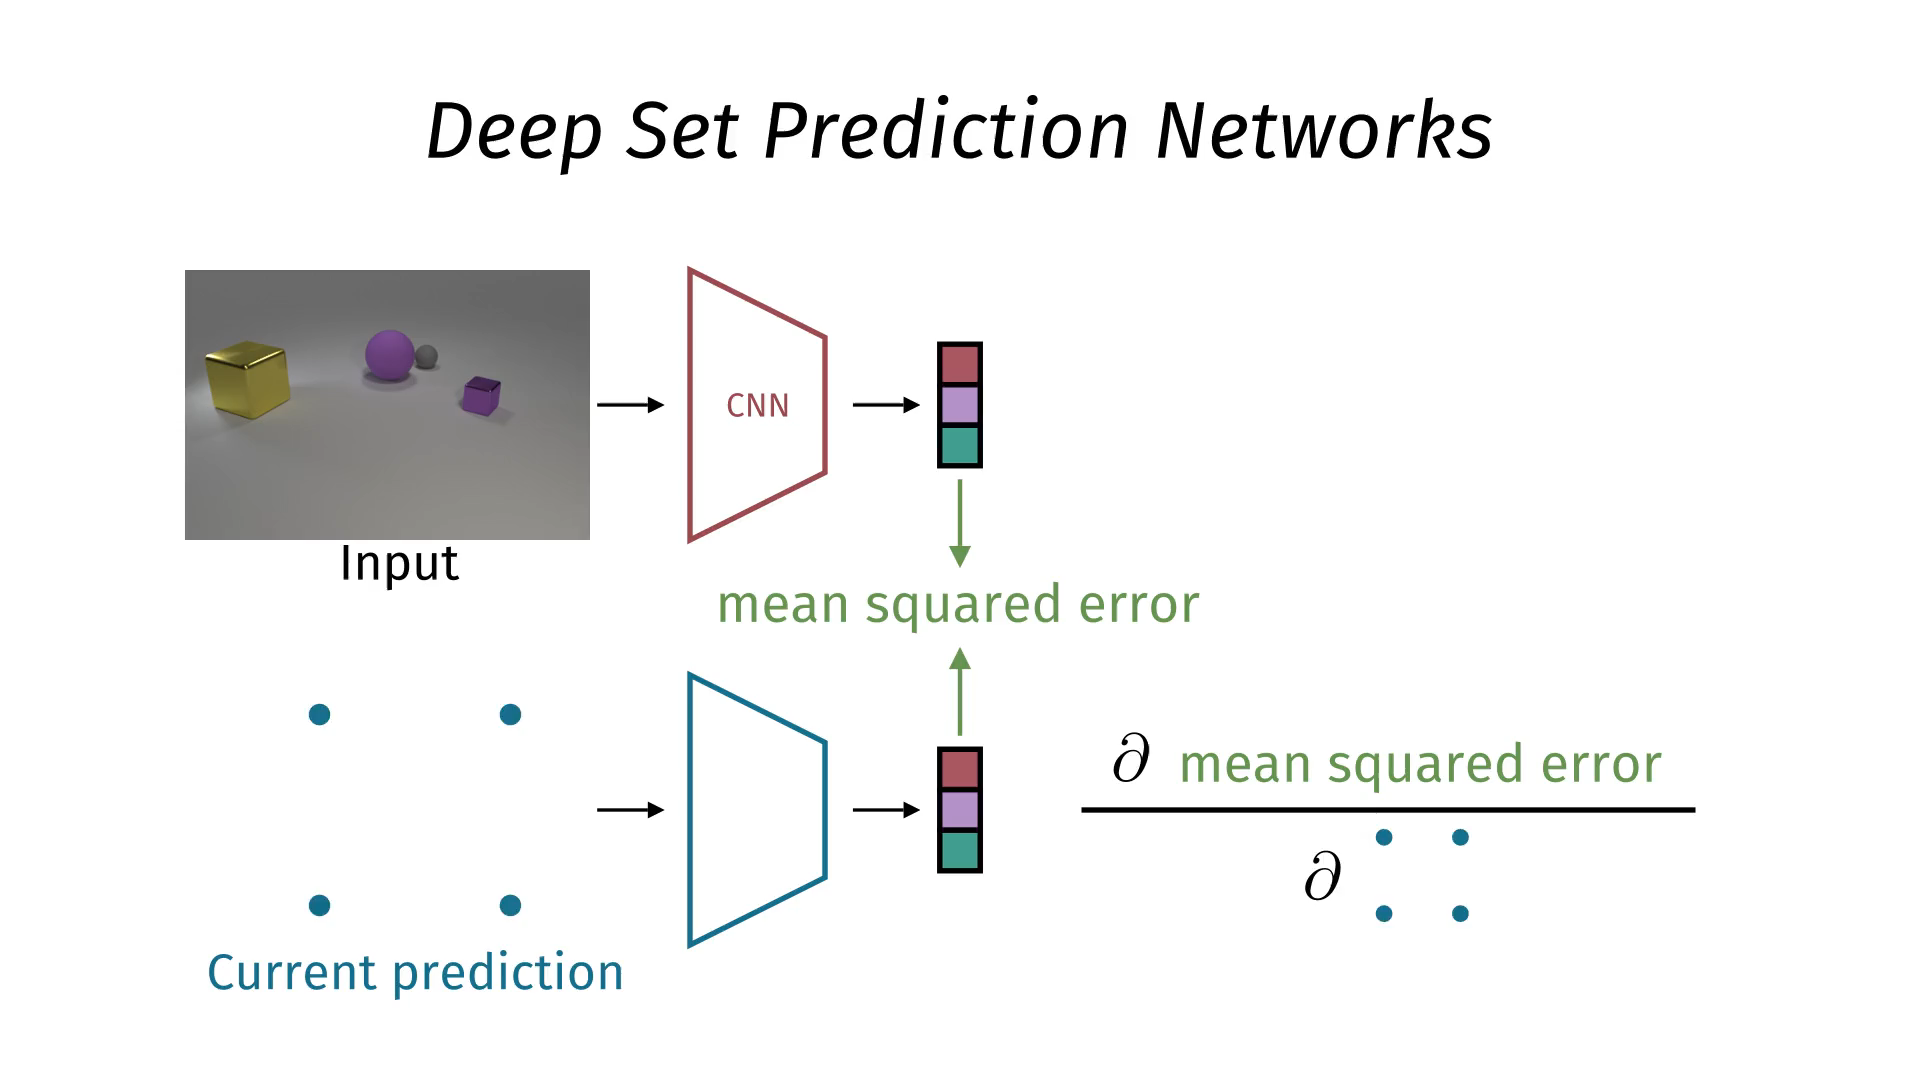 Deep Set Prediction Networks
CNN
Input
mean squared error
∂ mean squared error
∂
Current prediction